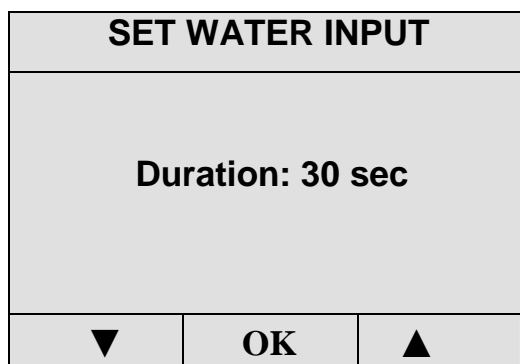 SET WATER INPUT
Duration: 30 sec
▼ OK ▲